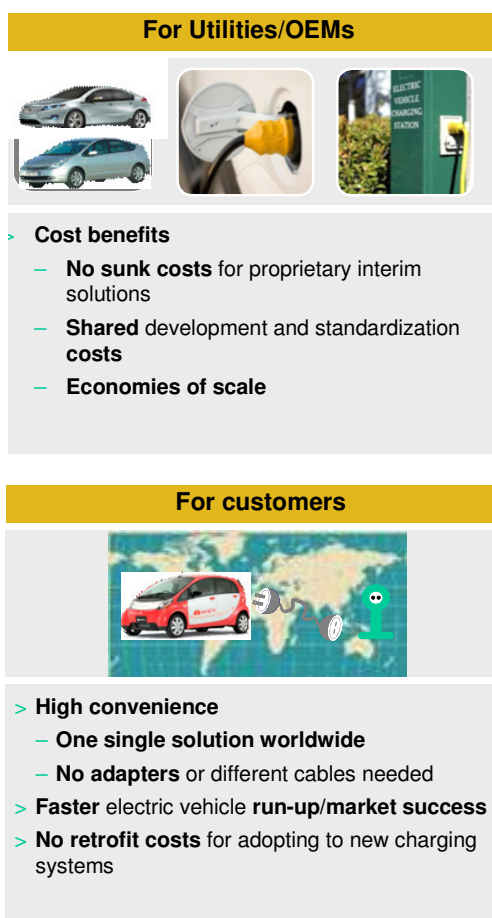 For Utilities/OEMs
ELECTRIC
VEHICLE
CHARGING
STATION
> Cost benefits
– No sunk costs for proprietary interim
solutions
– Shared development and standardization
costs
– Economies of scale
For customers
> High convenience
– One single solution worldwide
– No adapters or different cables needed
> Faster electric vehicle run-up/market success
> No retrofit costs for adopting to new charging
systems